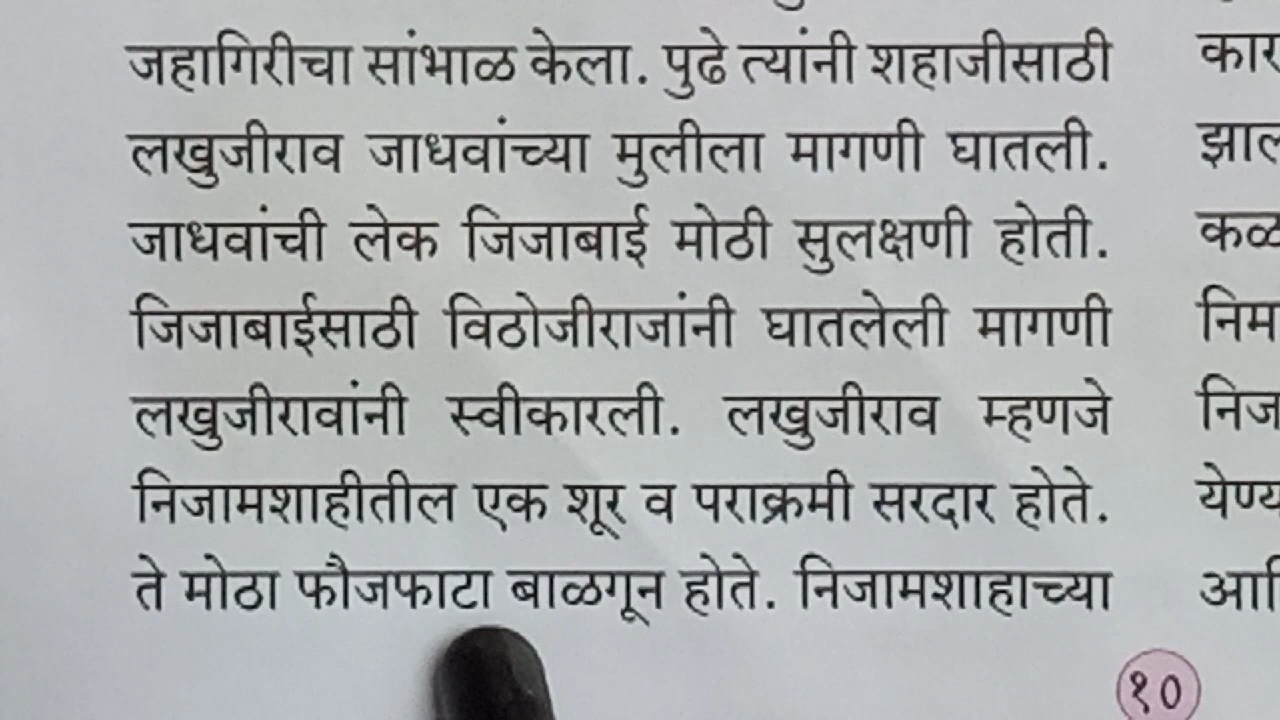 जहागिरीचा सांभाळ केला. पुढे त्यांनी शहाजीसाठी
लखुजीराव जाधवांच्या मुलीला मागणी घातली.
जाधवांची लेक जिजाबाई मोठी सुलक्षणी होती.
जिजाबाईसाठी विठोजीराजांनी घातलेली मागणी
लखुजीरावांनी स्वीकारली. लखुजीराव म्हणजे
निजामशाहीतील एक शूर व पराक्रमी सरदार होते.
ते मोठा फौजफाटा बाळगून होते. निजामशाहाच्या
१०